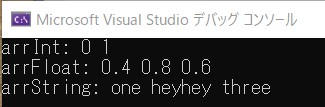 Microsoft Visual Studio デバッグ コンソール
arrInt: 0 1
arrFloat: 0.4 0.8 0.6
arrString: one heyhey three